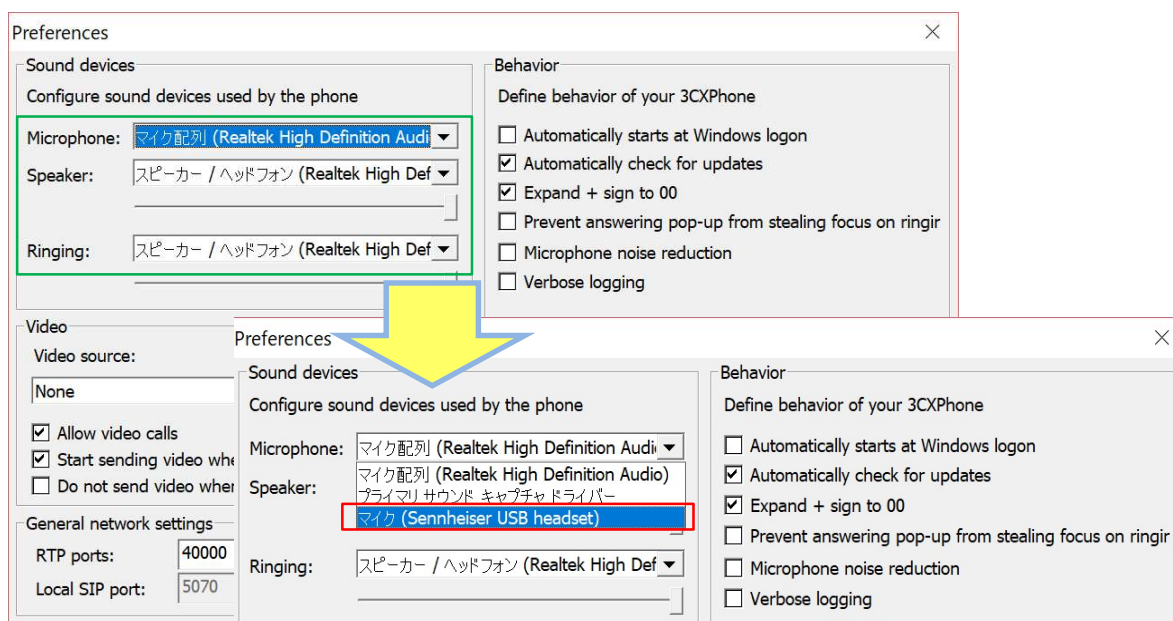 Preferences
Sound devices
Configure sound devices used by the phone
Microphone: マイク配列 (Realtek High Definition Audi
Speaker: スピーカー / ヘッドフォン (Realtek High Def
Ringing: スピーカー / ヘッドフォン (Realtek High Def
Behavior
Define behavior of your 3CXPhone
Automatically starts at Windows logon
Automatically check for updates
Expand + sign to 00
Prevent answering pop-up from stealing focus on ringir
Microphone noise reduction
Verbose logging
Video
Video source:
None
Allow video calls
Start sending video whe
Do not send video when
General network settings
RTP ports: 40000
Local SIP port: 5070
Preferences
Sound devices
Configure sound devices used by the phone
Microphone: マイク配列 (Realtek High Definition Audi
マイク配列 (Realtek High Definition Audio)
プライマリ サウンド キャプチャ ドライバー
マイク (Sennheiser USB headset)
Speaker:
Ringing: スピーカー / ヘッドフォン (Realtek High Def
Behavior
Define behavior of your 3CXPhone
Automatically starts at Windows logon
Automatically check for updates
Expand + sign to 00
Prevent answering pop-up from stealing focus on ringir
Microphone noise reduction
Verbose logging